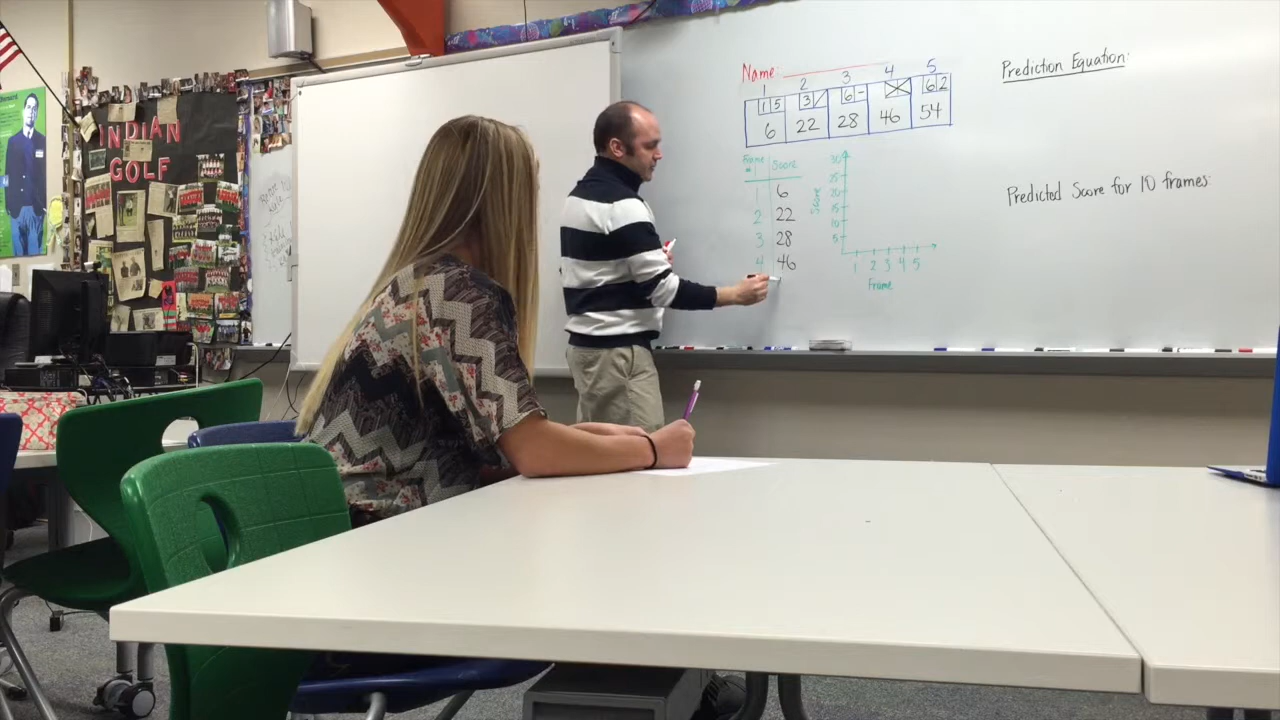 INDIAN
GOLF
Name:
1 2 3 4 5
1 5 3 / 6 - X 6 2
6 22 28 46 54
Frame # Score
1 6
2 22
3 28
4 46
Score
30
25
20
15
10
5
1 2 3 4 5
Frame
Prediction Equation:
Predicted Score for 10 frames: